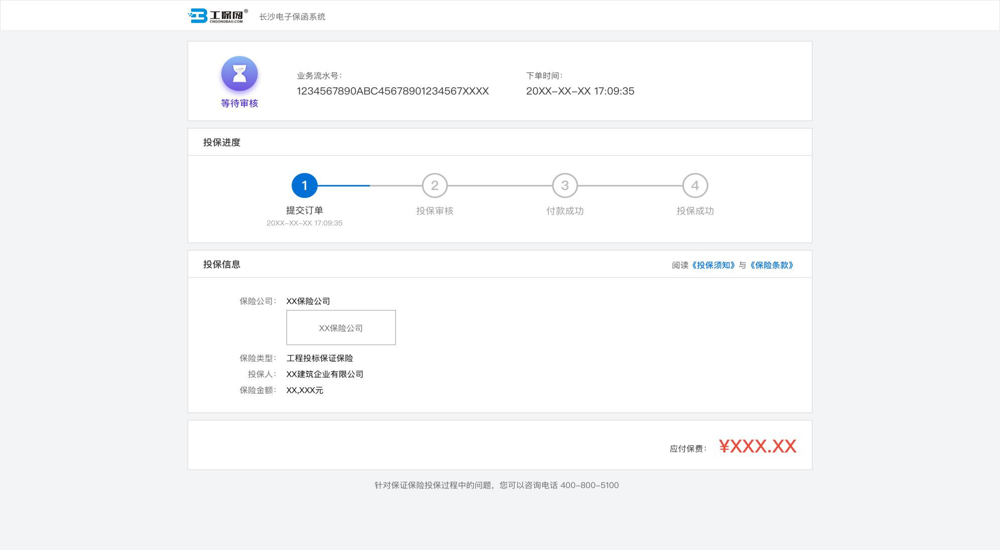 工保网®
CNGONGBAO.COM
长沙电子保函系统
等待审核
业务流水号：
1234567890ABC45678901234567XXXX
下单时间：
20XX–XX–XX 17:09:35
投保进度
1
2
3
4
提交订单
投保审核
付款成功
投保成功
20XX–XX–XX 17:09:35
投保信息
阅读《投保须知》与《保险条款》
保险公司： XX保险公司
XX保险公司
保险类型： 工程投标保证保险
投保人： XX建筑企业有限公司
保险金额： XX,XXX元
应付保费： ¥XXX.XX
针对保证保险投保过程中的问题，您可以咨询电话 400–800–5100